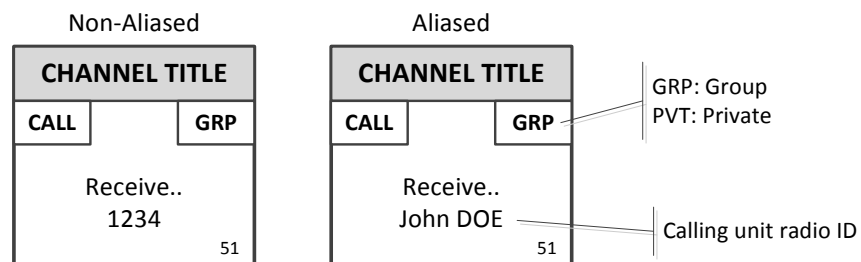 Non-Aliased
CHANNEL TITLE
CALL GRP
Receive..
1234
51
Aliased
CHANNEL TITLE
CALL GRP
Receive..
John DOE
51
GRP: Group
PVT: Private
Calling unit radio ID